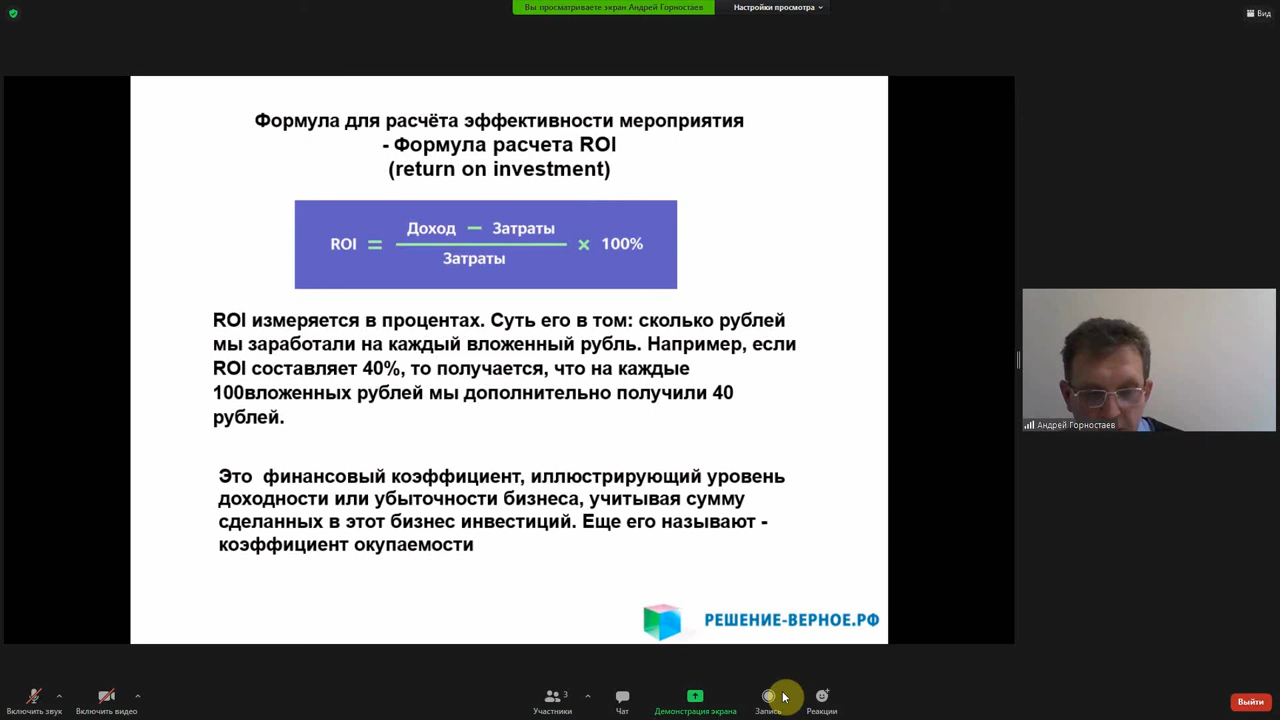 Вы просматриваете экран Андрей Горностаев
Настройки просмотра
Вид
Формула для расчёта эффективности мероприятия
- Формула расчета ROI
(return on investment)
ROI = Доход − Затраты
Затраты
× 100%
ROI измеряется в процентах. Суть его в том: сколько рублей
мы заработали на каждый вложенный рубль. Например, если
ROI составляет 40%, то получается, что на каждые
100вложенных рублей мы дополнительно получили 40
рублей.
Это финансовый коэффициент, иллюстрирующий уровень
доходности или убыточности бизнеса, учитывая сумму
сделанных в этот бизнес инвестиций. Еще его называют -
коэффициент окупаемости
РЕШЕНИЕ-ВЕРНОЕ.РФ
Андрей Горностаев
Включить звук
Включить видео
3
Участники
Чат
Демонстрация экрана
Запись
Реакции
Выйти